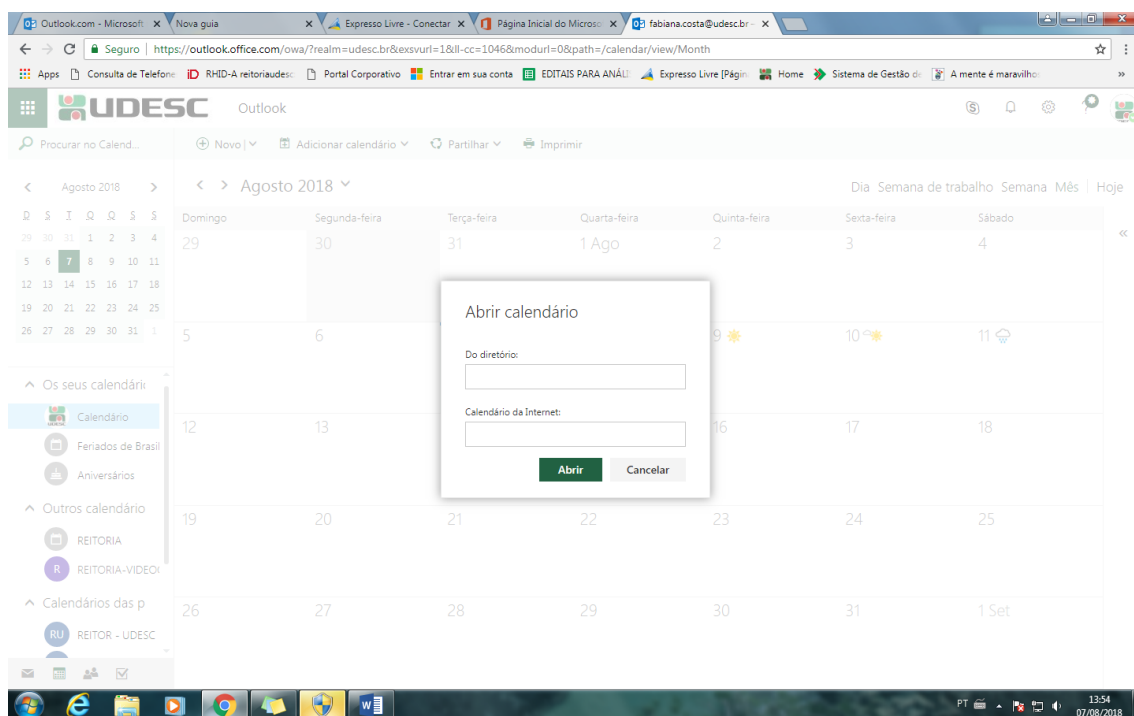 Outlook.com - Microsoft
Nova guia
Expresso Livre - Conectar
Página Inicial do Microso
fabiana.costa@udesc.br -
Seguro | https://outlook.office.com/owa/?realm=udesc.br&exsvurl=1&ll-cc=1046&modurl=0&path=/calendar/view/Month
Apps Consulta de Telefone RHID-A reitoriaudesc Portal Corporativo Entrar em sua conta EDITAIS PARA ANÁLI Expresso Livre [Págin Home Sistema de Gestão de A mente é maravilho »
UDESC Outlook
Procurar no Calend... Novo | Adicionar calendário Partilhar Imprimir
Agosto 2018
D S T Q Q S S
29 30 31 1 2 3 4
5 6 7 8 9 10 11
12 13 14 15 16 17 18
19 20 21 22 23 24 25
26 27 28 29 30 31 1
Os seus calendário
Calendário
Feriados de Brasil
Aniversários
Outros calendário
REITORIA
R REITORIA-VIDEO
Calendários das p
RU REITOR - UDESC
Agosto 2018
Dia Semana de trabalho Semana Mês | Hoje
Domingo Segunda-feira Terça-feira Quarta-feira Quinta-feira Sexta-feira Sábado
29 30 31 1 Ago 2 3 4
5 6 9 10 11
12 13 16 17 18
19 20 21 22 23 24 25
26 27 28 29 30 31 1 Set
Abrir calendário
Do diretório:
Calendário da Internet:
Abrir Cancelar
PT 13:54
07/08/2018